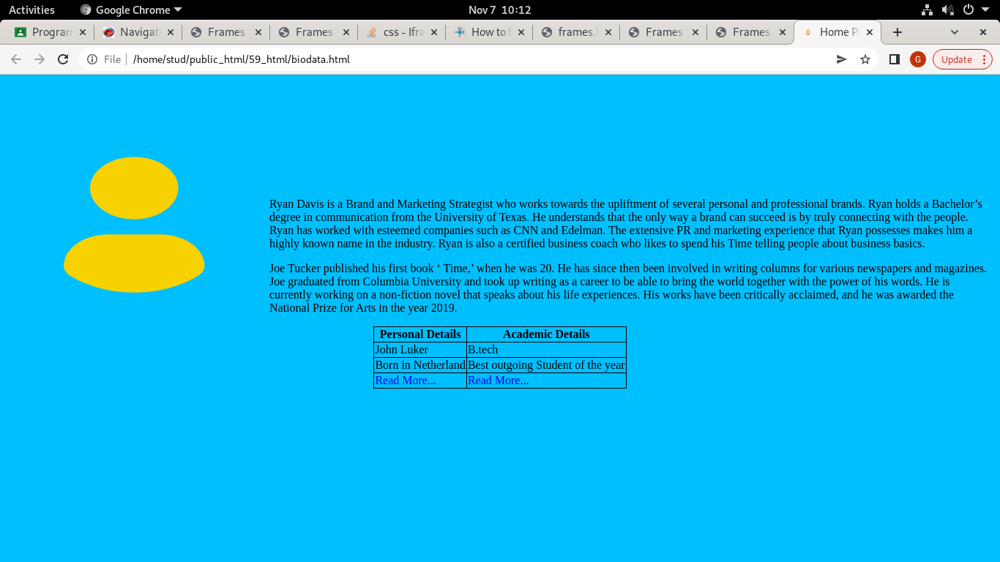 Activities Google Chrome Nov 7 10:12
Program Navigati Frames Frames css - Ifra How to f frames. Frames Frames Home Pa
File /home/stud/public_html/59_html/biodata.html G Update
Ryan Davis is a Brand and Marketing Strategist who works towards the upliftment of several personal and professional brands. Ryan holds a Bachelor’s
degree in communication from the University of Texas. He understands that the only way a brand can succeed is by truly connecting with the people.
Ryan has worked with esteemed companies such as CNN and Edelman. The extensive PR and marketing experience that Ryan possesses makes him a
highly known name in the industry. Ryan is also a certified business coach who likes to spend his Time telling people about business basics.
Joe Tucker published his first book ‘ Time,’ when he was 20. He has since then been involved in writing columns for various newspapers and magazines.
Joe graduated from Columbia University and took up writing as a career to be able to bring the world together with the power of his words. He is
currently working on a non-fiction novel that speaks about his life experiences. His works have been critically acclaimed, and he was awarded the
National Prize for Arts in the year 2019.
Personal Details Academic Details
John Luker B.tech
Born in Netherland Best outgoing Student of the year
Read More... Read More...